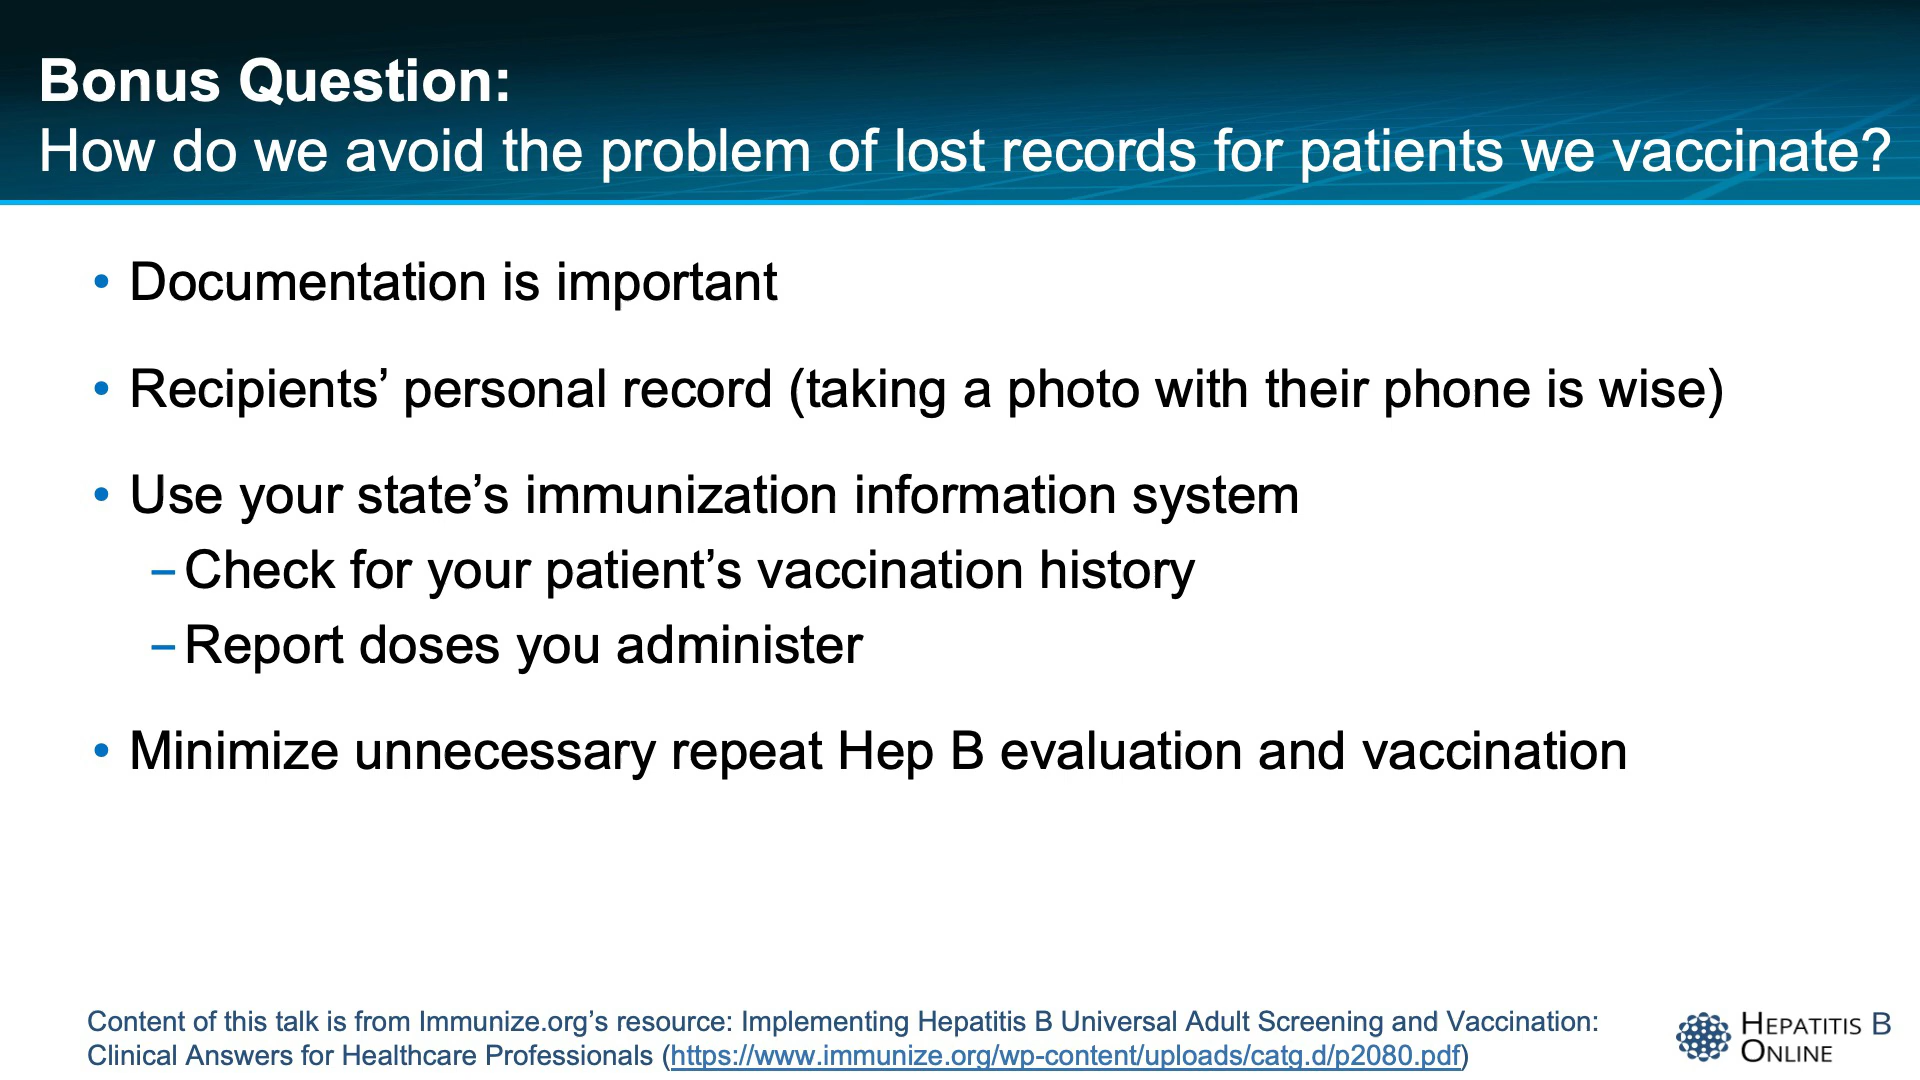 Bonus Question:
How do we avoid the problem of lost records for patients we vaccinate?
• Documentation is important
• Recipients’ personal record (taking a photo with their phone is wise)
• Use your state’s immunization information system
– Check for your patient’s vaccination history
– Report doses you administer
• Minimize unnecessary repeat Hep B evaluation and vaccination
Content of this talk is from Immunize.org’s resource: Implementing Hepatitis B Universal Adult Screening and Vaccination:
Clinical Answers for Healthcare Professionals (https://www.immunize.org/wp-content/uploads/catg.d/p2080.pdf)
HEPATITIS B
ONLINE